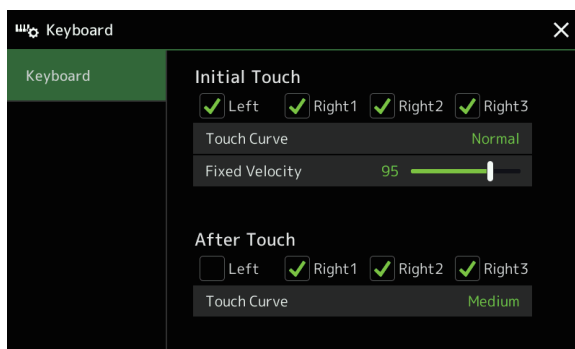 Keyboard
Keyboard
Initial Touch
Left Right1 Right2 Right3
Touch Curve Normal
Fixed Velocity 95
After Touch
Left Right1 Right2 Right3
Touch Curve Medium